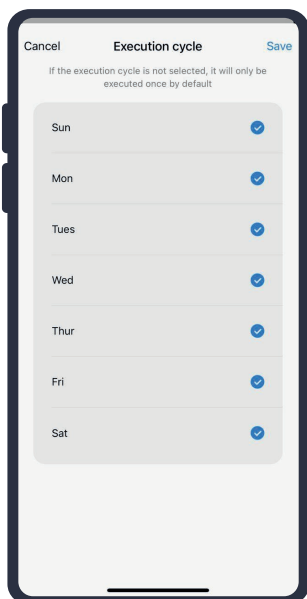 Cancel Execution cycle Save
If the execution cycle is not selected, it will only be
executed once by default
Sun
Mon
Tues
Wed
Thur
Fri
Sat